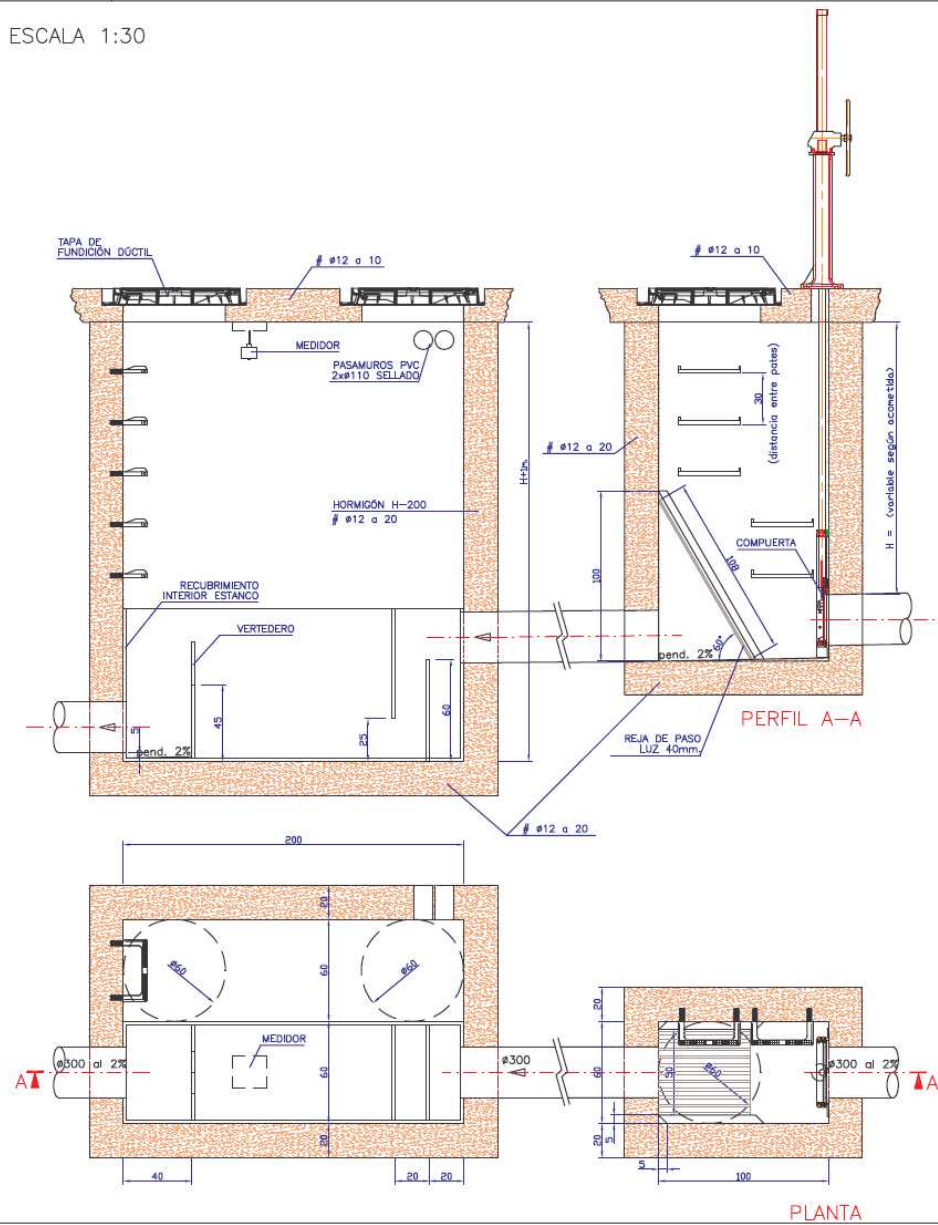 ESCALA 1:30
TAPA DE
FUNDICIÓN DÚCTIL
# ø12 a 10
# ø12 a 10
MEDIDOR
PASAMUROS PVC
2xø110 SELLADO
30
(distancia entre pates)
H = (variable según acometida)
# ø12 a 20
H+1m.
HORMIGÓN H-200
# ø12 a 20
100
108
COMPUERTA
RECUBRIMIENTO
INTERIOR ESTANCO
VERTEDERO
60°
pend. 2%
45
25
60
5
pend. 2%
PERFIL A-A
REJA DE PASO
LUZ 40mm.
# ø12 a 20
200
20
ø60
60
ø60
20
MEDIDOR
A
ø300 al 2%
60
ø300
60
50
ø60
ø300 al 2%
A
20
20
5
5
40
20
20
100
PLANTA